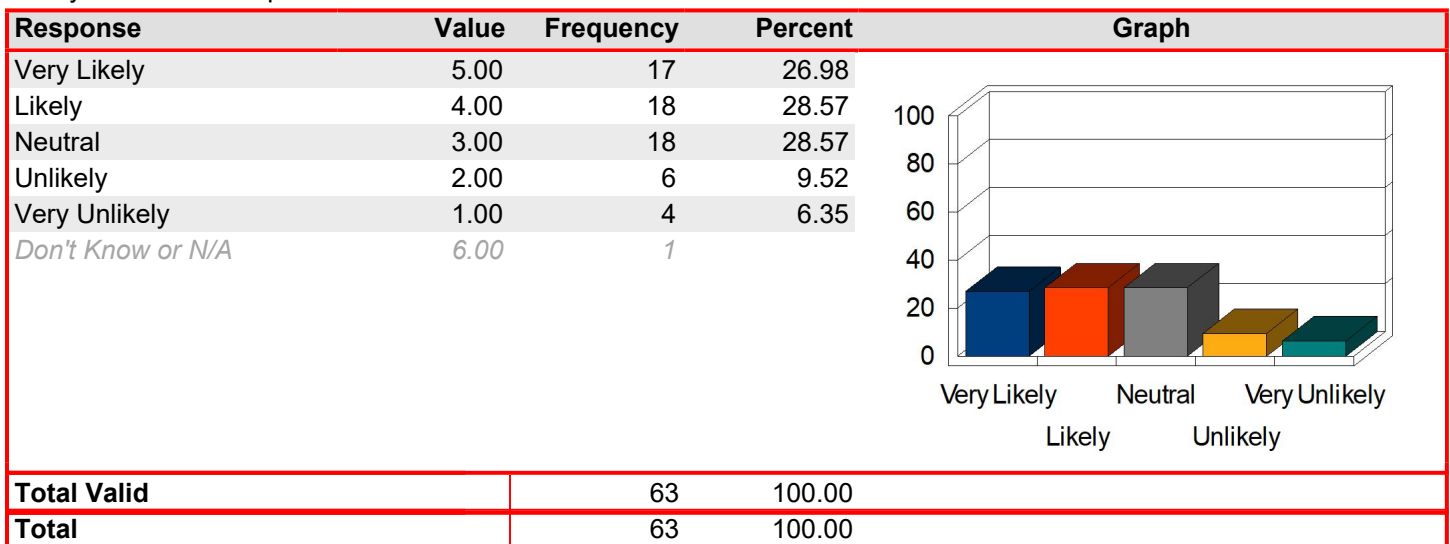 Response Value Frequency Percent Graph
Very Likely 5.00 17 26.98
Likely 4.00 18 28.57
Neutral 3.00 18 28.57
Unlikely 2.00 6 9.52
Very Unlikely 1.00 4 6.35
Don't Know or N/A 6.00 1
100
80
60
40
20
0
Very Likely Neutral Very Unlikely
Likely Unlikely
Total Valid 63 100.00
Total 63 100.00